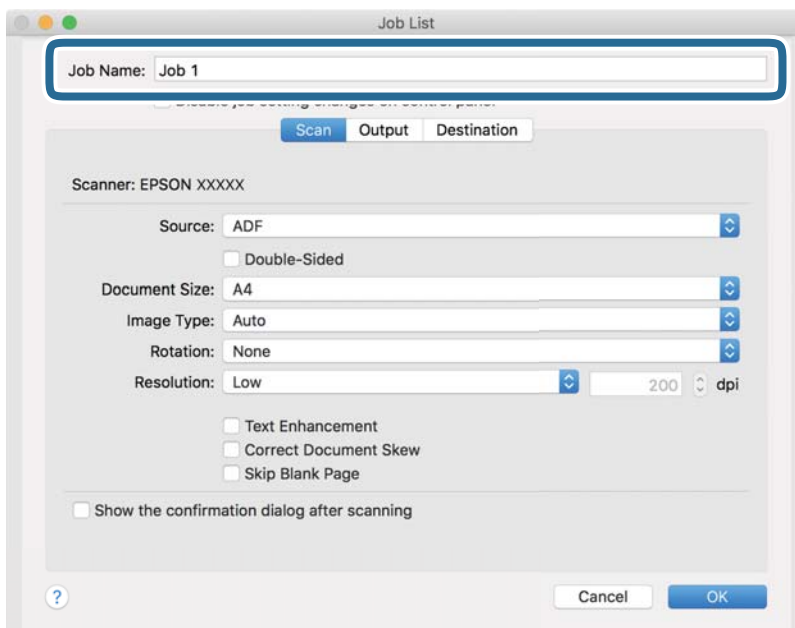 Job List
Job Name: Job 1
Scan Output Destination
Scanner: EPSON XXXXX
Source: ADF
Double-Sided
Document Size: A4
Image Type: Auto
Rotation: None
Resolution: Low 200 dpi
Text Enhancement
Correct Document Skew
Skip Blank Page
Show the confirmation dialog after scanning
? Cancel OK